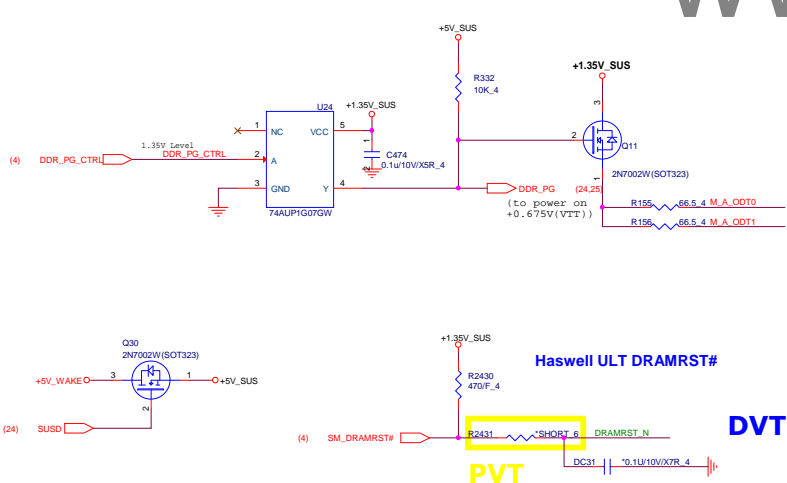 +5V_SUS
R332
10K_4
+1.35V_SUS
3
2
Q11
1
2N7002W(SOT323)
U24
+1.35V_SUS
1
NC
VCC
5
1.35V Level
(4)
DDR_PG_CTRL
DDR_PG_CTRL
2
A
1
C474
0.1u/10V/X5R_4
2
3
GND
Y
4
74AUP1G07GW
DDR_PG
(24,25)
(to power on
+0.675V(VTT))
R155
66.5_4
M_A_ODT0
R156
66.5_4
M_A_ODT1
Q30
2N7002W(SOT323)
+5V_WAKE
3
1
+5V_SUS
2
(24)
SUSD
+1.35V_SUS
R2430
470/F_4
Haswell ULT DRAMRST#
(4)
SM_DRAMRST#
R2431
*SHORT_6
DRAMRST_N
DVT
PVT
DC31
*0.1U/10V/X7R_4